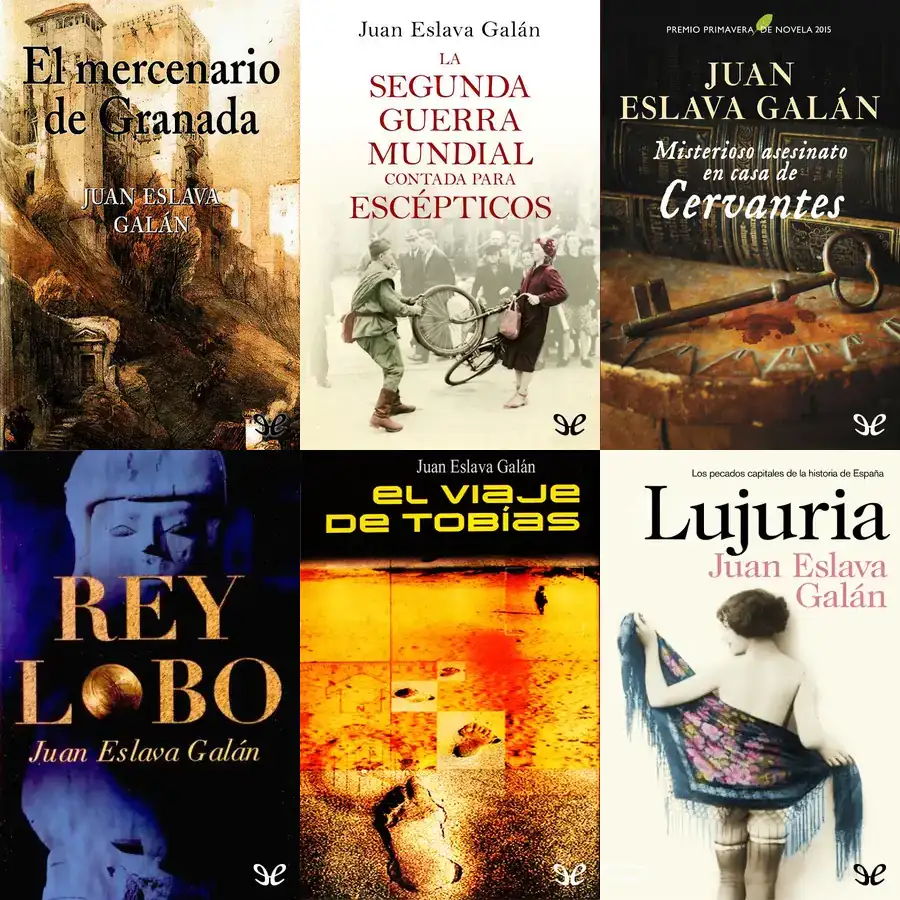 El mercenario
de Granada
JUAN ESLAVA
GALÁN
Juan Eslava Galán
LA
SEGUNDA
GUERRA
MUNDIAL
CONTADA PARA
ESCÉPTICOS
PREMIO PRIMAVERA DE NOVELA 2015
JUAN
ESLAVA GALÁN
Misterioso asesinato
en casa de
Cervantes
REY
LOBO
Juan Eslava Galán
Juan Eslava Galán
EL VIAJE
DE TOBÍAS
Los pecados capitales de la historia de España
Lujuria
Juan Eslava
Galán